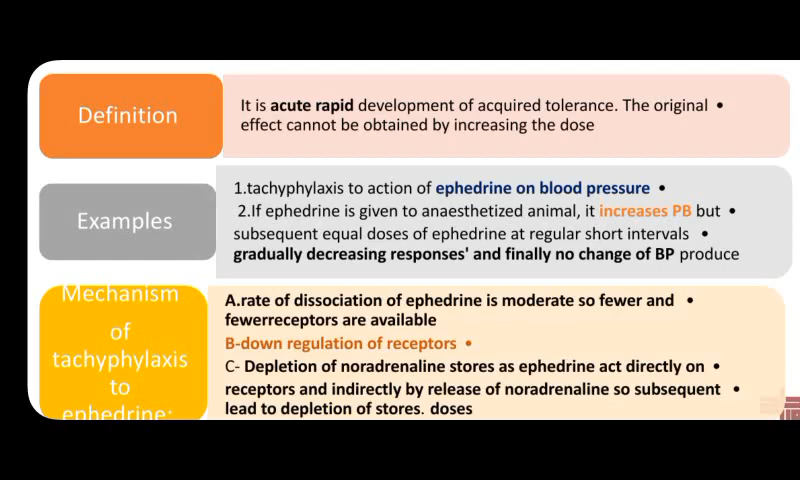 Definition
It is acute rapid development of acquired tolerance. The original •
effect cannot be obtained by increasing the dose
Examples
1.tachyphylaxis to action of ephedrine on blood pressure •
2.If ephedrine is given to anaesthetized animal, it increases PB but •
subsequent equal doses of ephedrine at regular short intervals •
gradually decreasing responses' and finally no change of BP produce
Mechanism
of
tachyphylaxis
to
ephedrine:
A.rate of dissociation of ephedrine is moderate so fewer and •
fewerreceptors are available
B-down regulation of receptors •
C- Depletion of noradrenaline stores as ephedrine act directly on •
receptors and indirectly by release of noradrenaline so subsequent •
lead to depletion of stores. doses